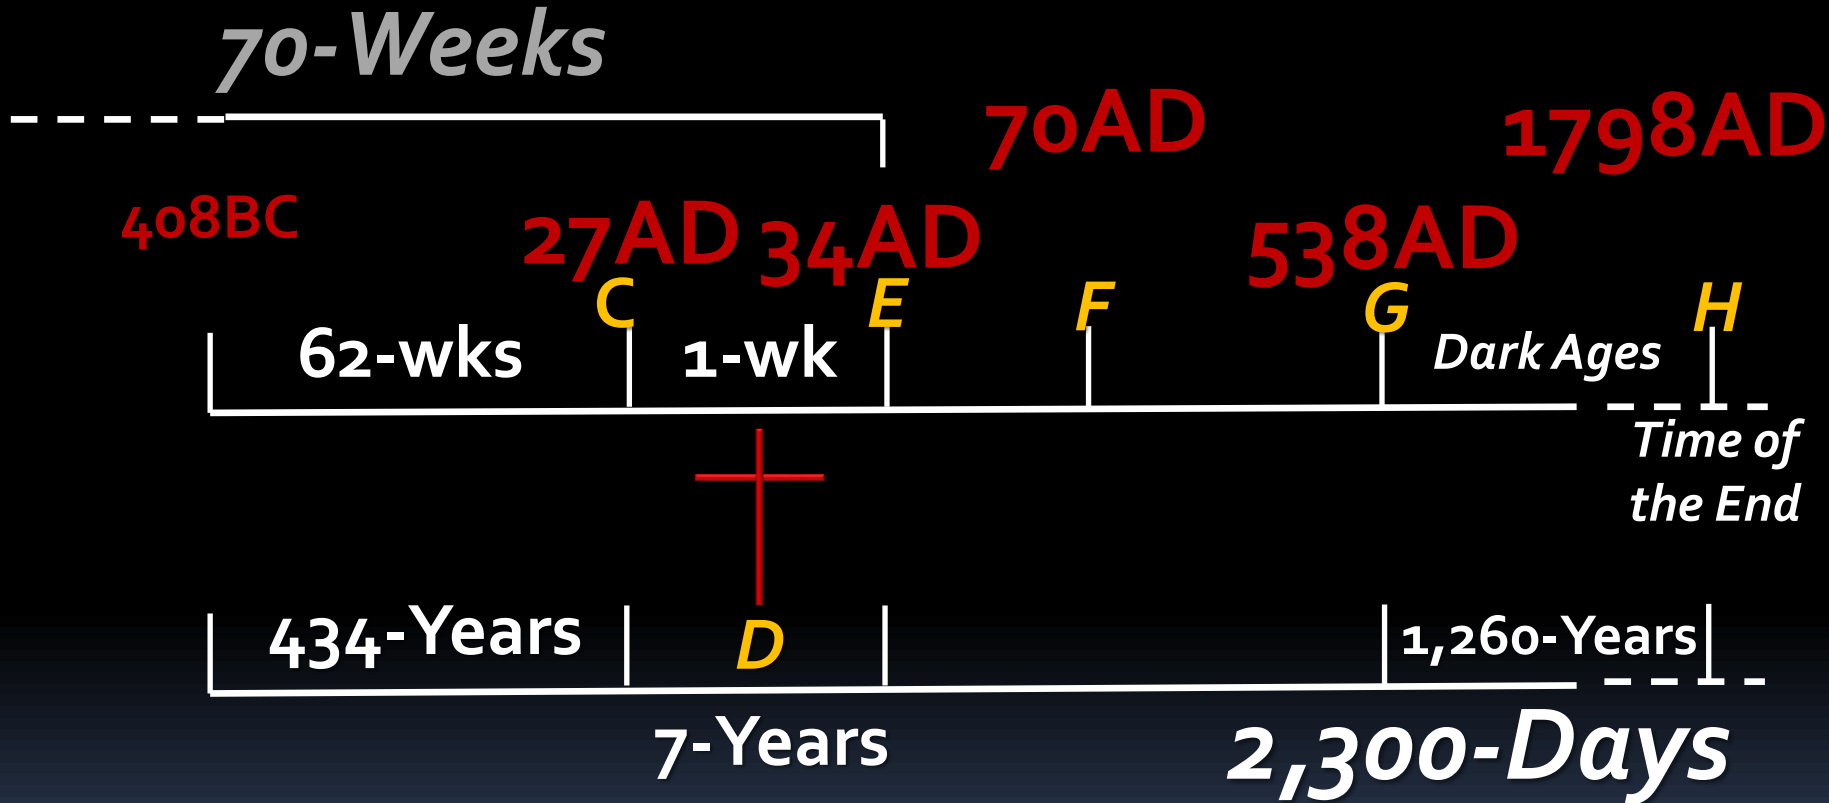 70-Weeks
70AD
1798AD
408BC
27AD
34AD
538AD
C
E
F
G
H
62-wks
1-wk
Dark Ages
Time of
the End
434-Years
D
1,260-Years
7-Years
2,300-Days